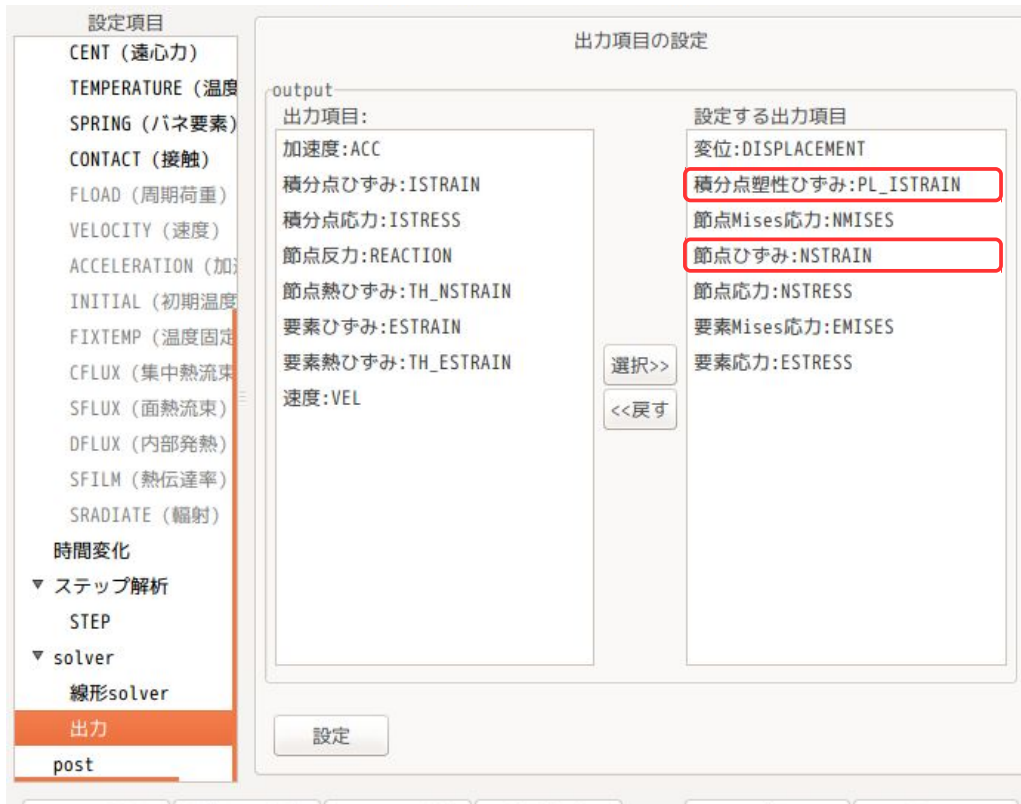 設定項目
CENT (遠心力)
TEMPERATURE (温度
SPRING (バネ要素)
CONTACT (接触)
FLOAD (周期荷重)
VELOCITY (速度)
ACCELERATION (加
INITIAL (初期温度
FIXTEMP (温度固定
CFLUX (集中熱流束
SFLUX (面熱流束)
DFLUX (内部発熱)
SFILM (熱伝達率)
SRADIATE (輻射)
時間変化
▼ ステップ解析
STEP
▼ solver
線形solver
出力
post
出力項目の設定
output
出力項目:
加速度:ACC
積分点ひずみ:ISTRAIN
積分点応力:ISTRESS
節点反力:REACTION
節点熱ひずみ:TH_NSTRAIN
要素ひずみ:ESTRAIN
要素熱ひずみ:TH_ESTRAIN
速度:VEL
選択>>
<<戻す
設定する出力項目
変位:DISPLACEMENT
積分点塑性ひずみ:PL_ISTRAIN
節点Mises応力:NMISES
節点ひずみ:NSTRAIN
節点応力:NSTRESS
要素Mises応力:EMISES
要素応力:ESTRESS
設定